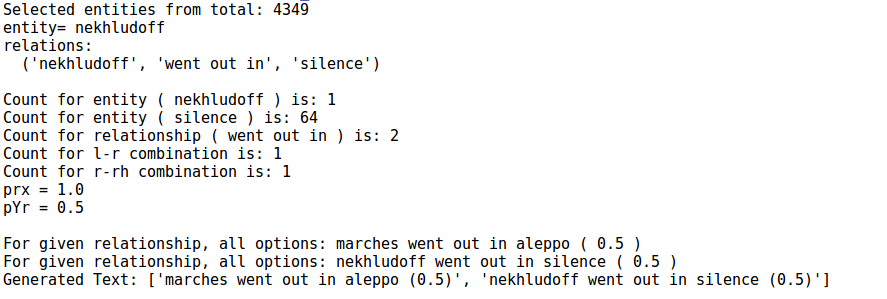 Selected entities from total: 4349
entity= nekhludoff
relations:
('nekhludoff', 'went out in', 'silence')
Count for entity ( nekhludoff ) is: 1
Count for entity ( silence ) is: 64
Count for relationship ( went out in ) is: 2
Count for l-r combination is: 1
Count for r-rh combination is: 1
prx = 1.0
pYr = 0.5
For given relationship, all options: marches went out in aleppo ( 0.5 )
For given relationship, all options: nekhludoff went out in silence ( 0.5 )
Generated Text: ['marches went out in aleppo (0.5)', 'nekhludoff went out in silence (0.5)']